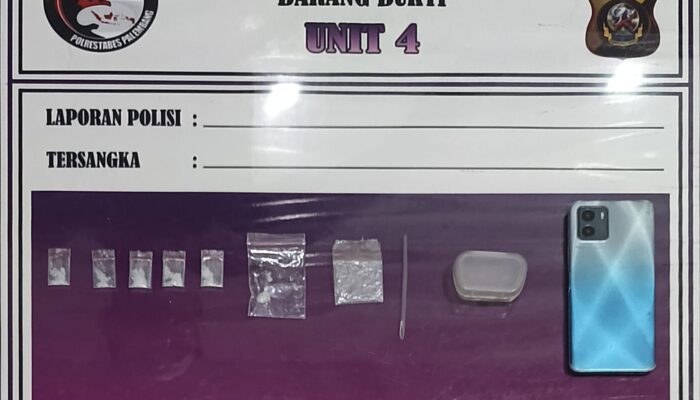 BARANG BUKTI
POLRESTABES PALEMBANG
UNIT 4
LAPORAN POLISI :
TERSANGKA :